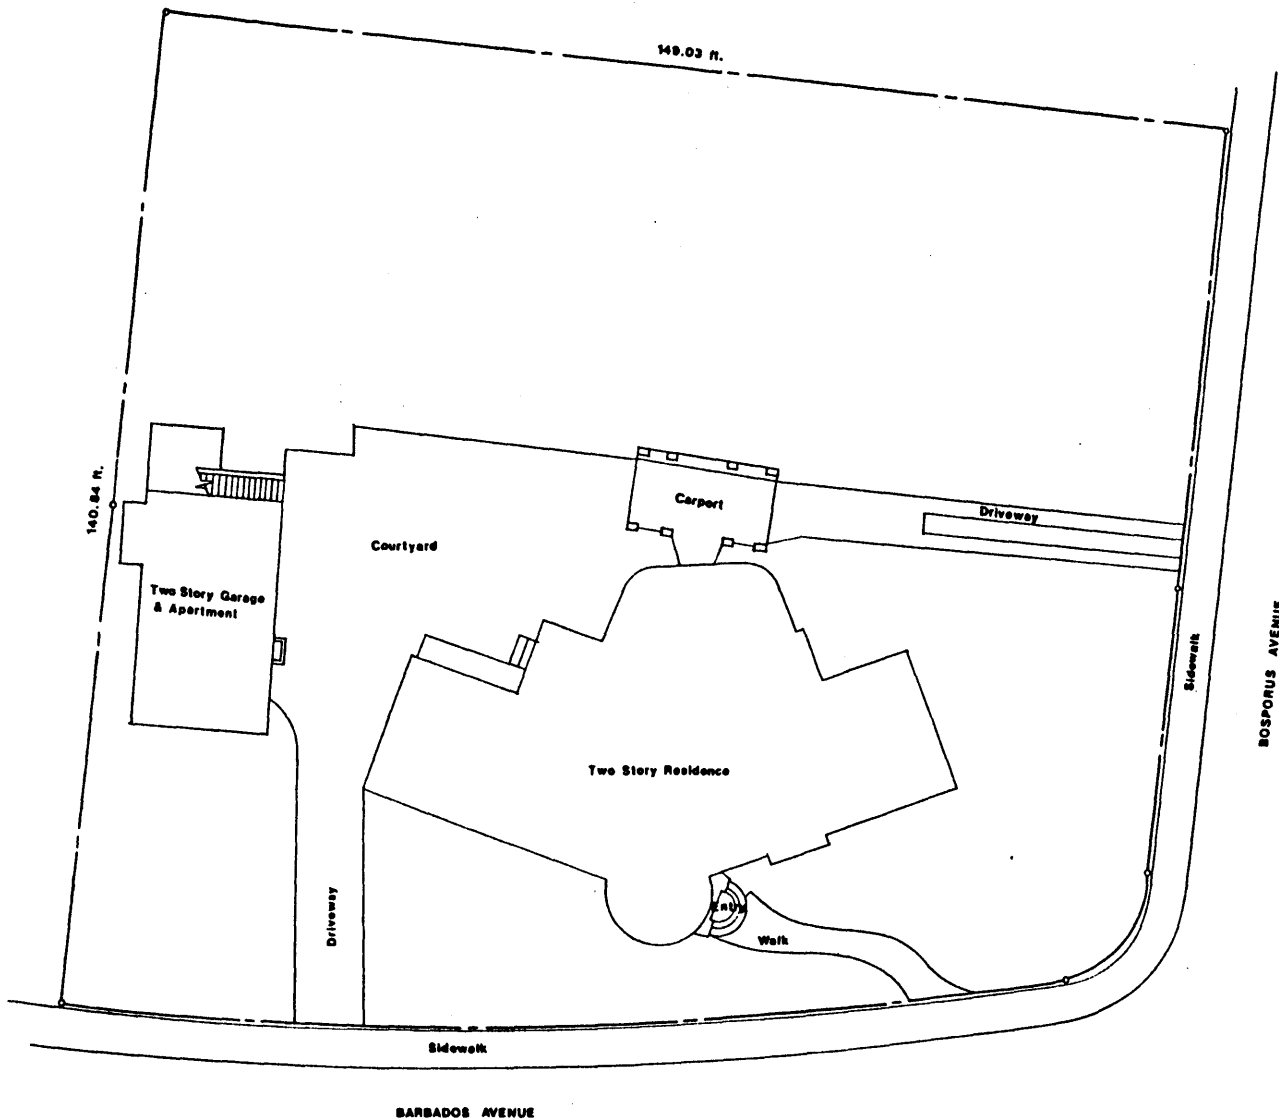 149.03 ft.
140.84 ft.
Carport
Driveway
Courtyard
Two Story Garage
& Apartment
Sidewalk
BOSPORUS AVENUE
Two Story Residence
Driveway
Entry
Walk
Sidewalk
BARBADOS AVENUE